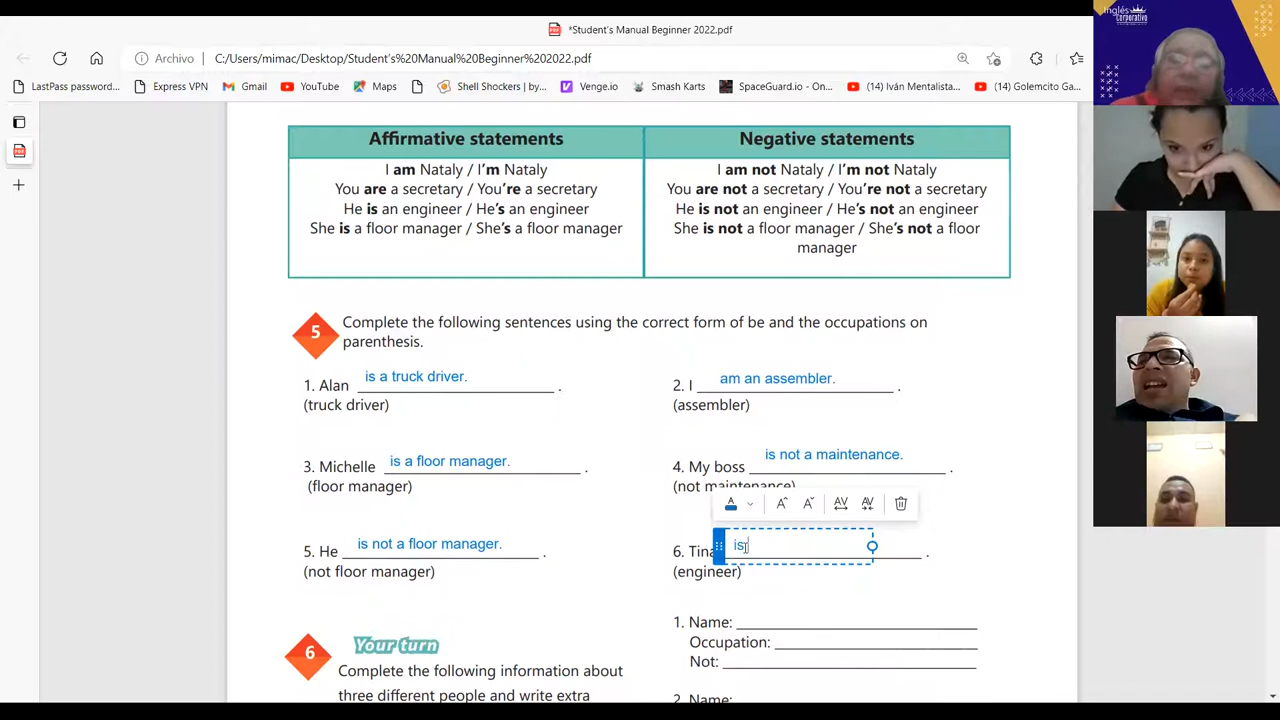 *Student's Manual Beginner 2022.pdf
Archivo
C:/Users/mimac/Desktop/Student's%20Manual%20Beginner%202022.pdf
LastPass password...
Express VPN
Gmail
YouTube
Maps
Shell Shockers | by...
Venge.io
Smash Karts
SpaceGuard.io - On...
(14) Iván Mentalista...
(14) Golemcito Ga...
Inglés
Corporativo
Affirmative statements
I am Nataly / I'm Nataly
You are a secretary / You're a secretary
He is an engineer / He's an engineer
She is a floor manager / She's a floor manager
Negative statements
I am not Nataly / I'm not Nataly
You are not a secretary / You're not a secretary
He is not an engineer / He's not an engineer
She is not a floor manager / She's not a floor
manager
5
Complete the following sentences using the correct form of be and the occupations on
parenthesis.
1. Alan is a truck driver. .
(truck driver)
2. I am an assembler. .
(assembler)
3. Michelle is a floor manager. .
(floor manager)
4. My boss is not a maintenance. .
(not maintenance)
5. He is not a floor manager. .
(not floor manager)
6. Tina is .
(engineer)
6
Your turn
Complete the following information about
three different people and write extra
1. Name:
Occupation:
Not:
2. Name: